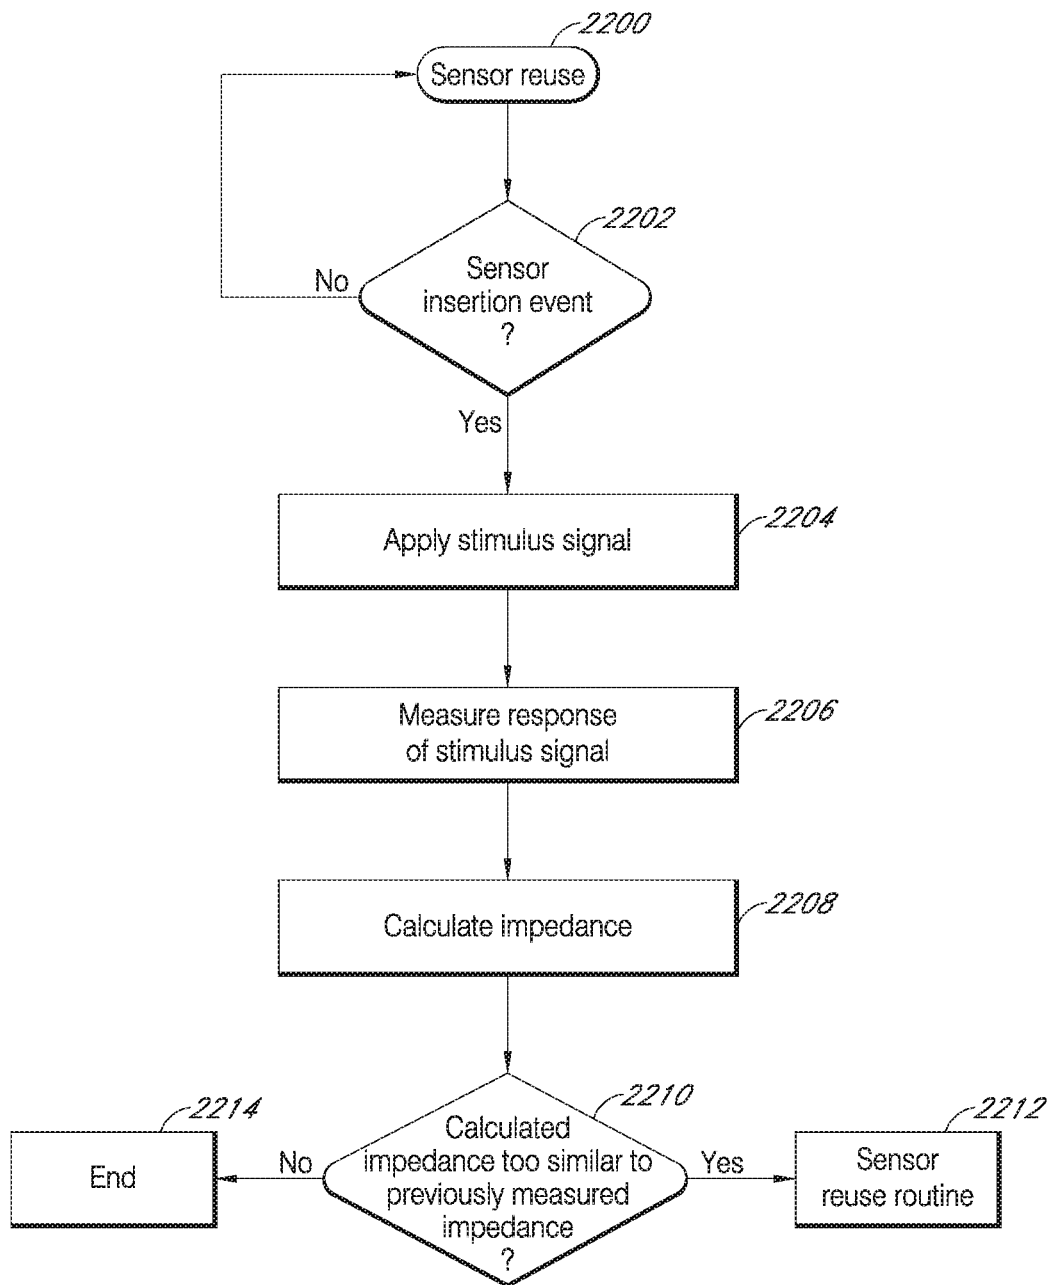 2200
Sensor reuse
2202
Sensor
insertion event
?
No
Yes
2204
Apply stimulus signal
2206
Measure response
of stimulus signal
2208
Calculate impedance
2210
Calculated
impedance too similar to
previously measured
impedance
?
No
2214
End
Yes
2212
Sensor
reuse routine